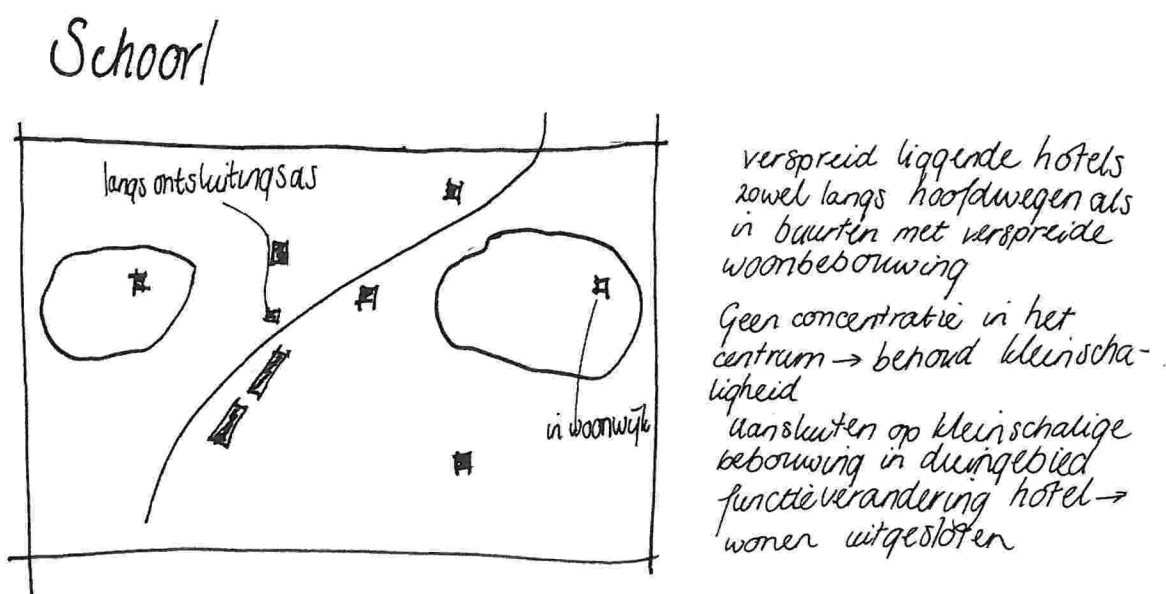 Schoorl
langs ontsluitingsas
in woonwijk
verspreid liggende hotels
zowel langs hoofdwegen als
in buurten met verspreide
woonbebouwing
Geen concentratie in het
centrum → behoud kleinscha-
ligheid
aansluiten op kleinschalige
bebouwing in duingebied
functieverandering hotel →
wonen uitgesloten